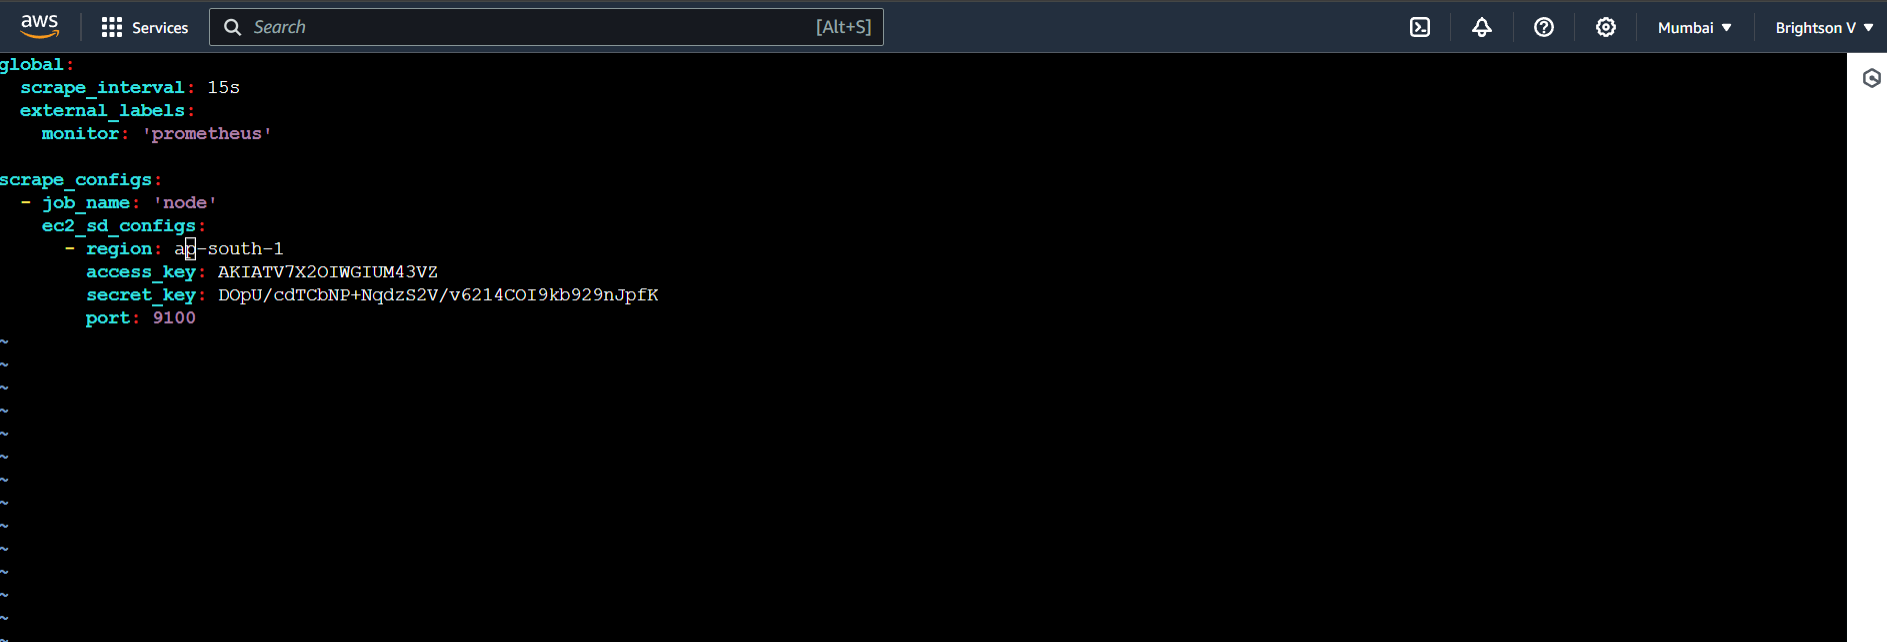 aws
Services
Search
[Alt+S]
Mumbai
Brightson V
global:
scrape_interval: 15s
external_labels:
monitor: 'prometheus'
scrape_configs:
- job_name: 'node'
ec2_sd_configs:
- region: ap-south-1
access_key: AKIATV7X2OIWGIUM43VZ
secret_key: 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
port: 9100
~
~
~
~
~
~
~
~
~
~
~
~
~
~